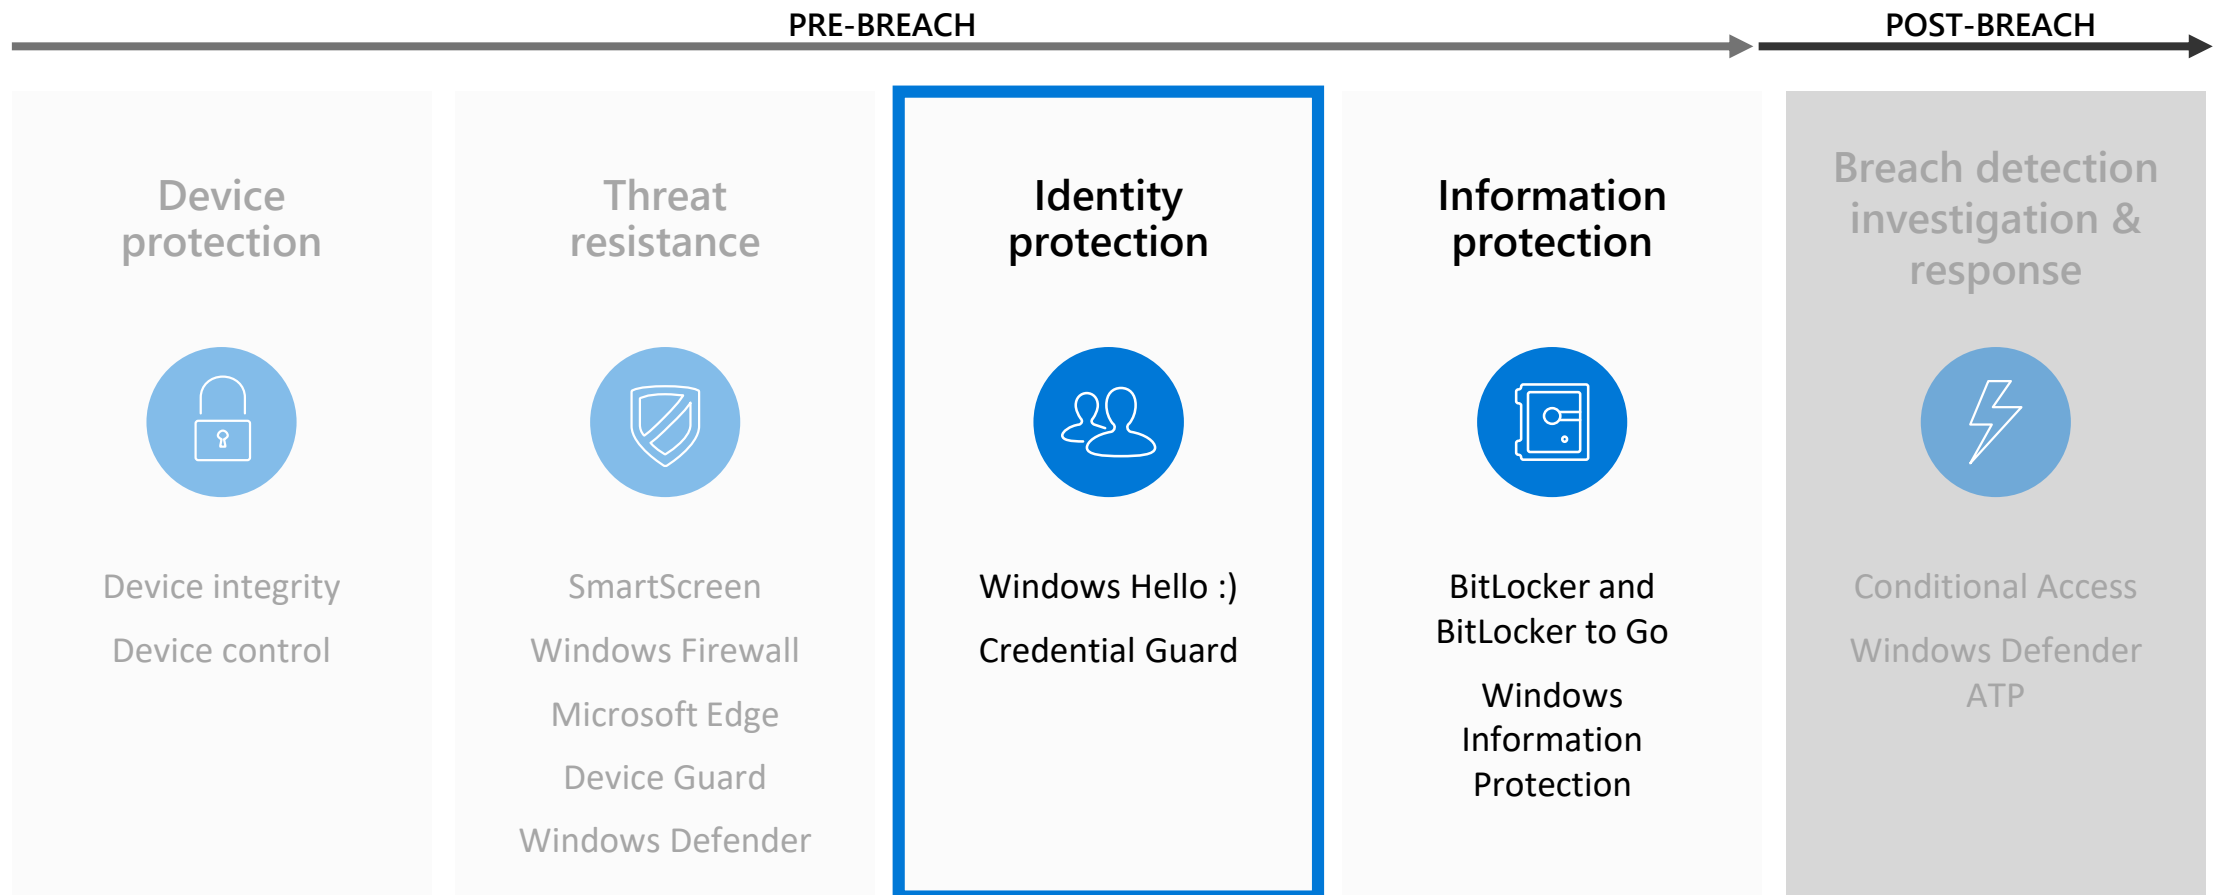 PRE-BREACH
POST-BREACH
Device
protection
Device integrity
Device control
Threat
resistance
SmartScreen
Windows Firewall
Microsoft Edge
Device Guard
Windows Defender
Identity
protection
Windows Hello :)
Credential Guard
Information
protection
BitLocker and
BitLocker to Go
Windows
Information
Protection
Breach detection
investigation &
response
Conditional Access
Windows Defender
ATP